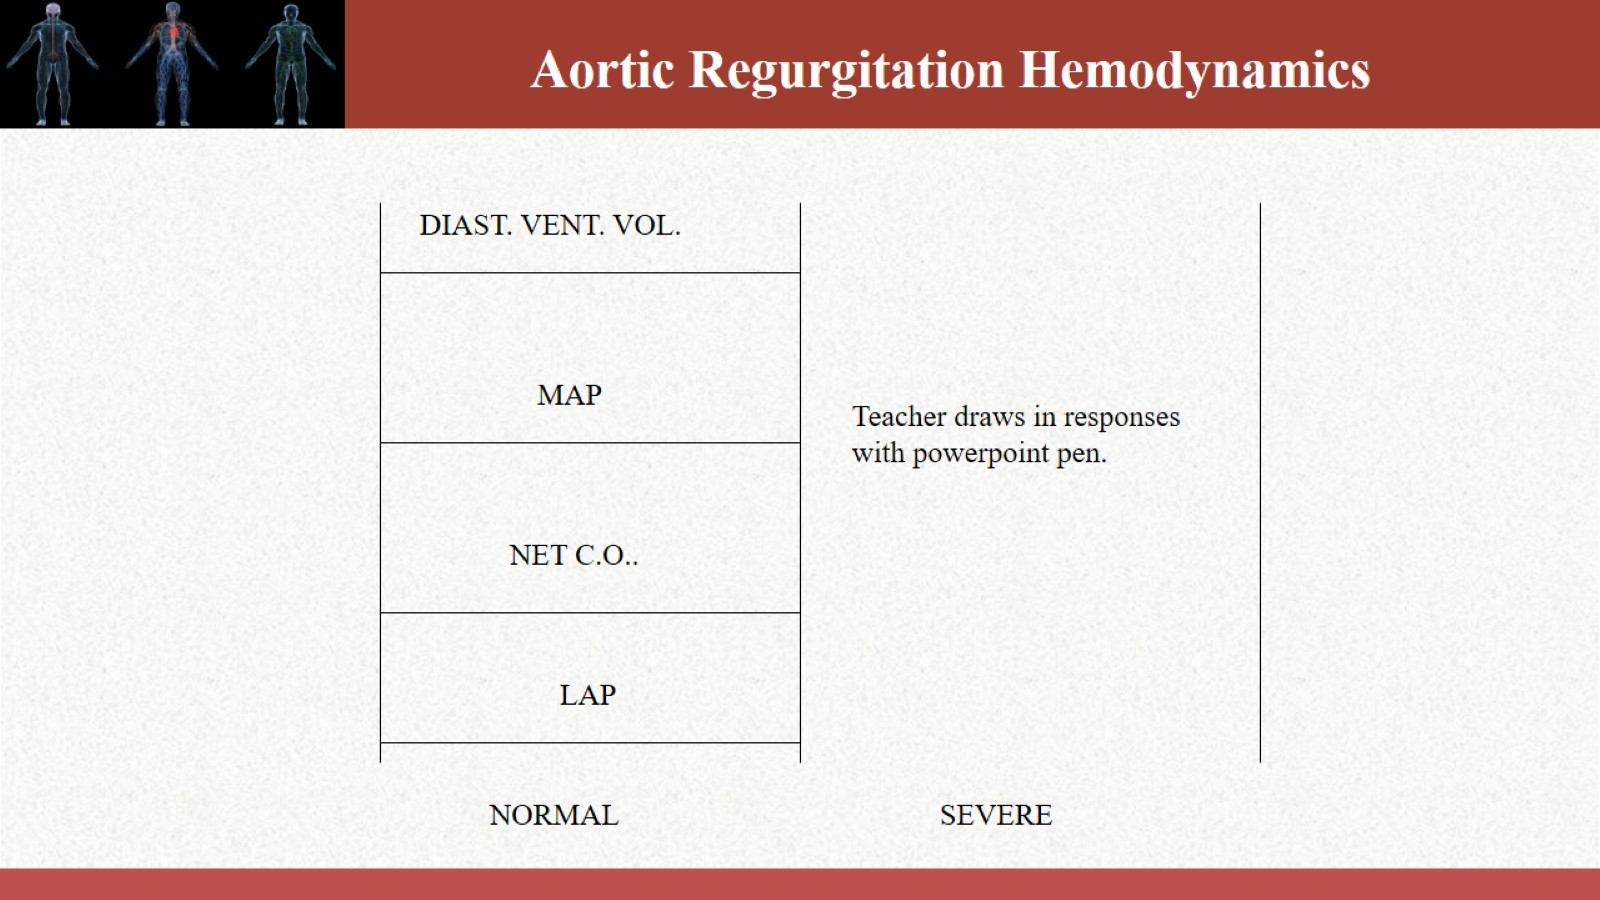 Aortic Regurgitation Hemodynamics
DIAST. VENT. VOL.
MAP
NET C.O..
LAP
Teacher draws in responses
with powerpoint pen.
NORMAL
SEVERE